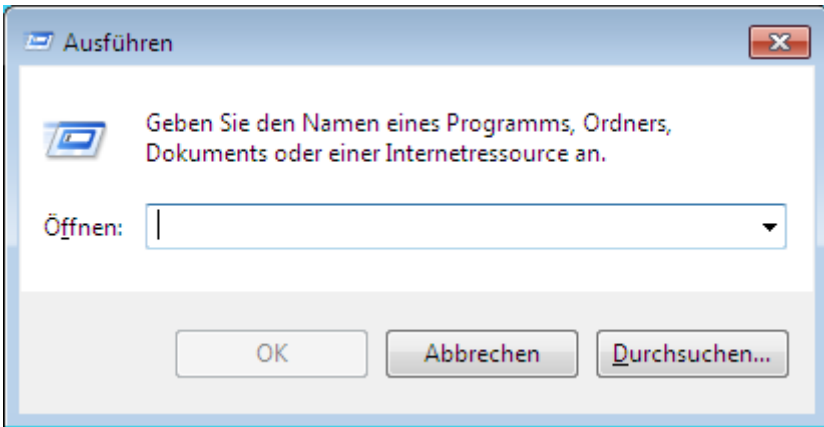 Ausführen
Geben Sie den Namen eines Programms, Ordners,
Dokuments oder einer Internetressource an.
Öffnen:
OK Abbrechen Durchsuchen...